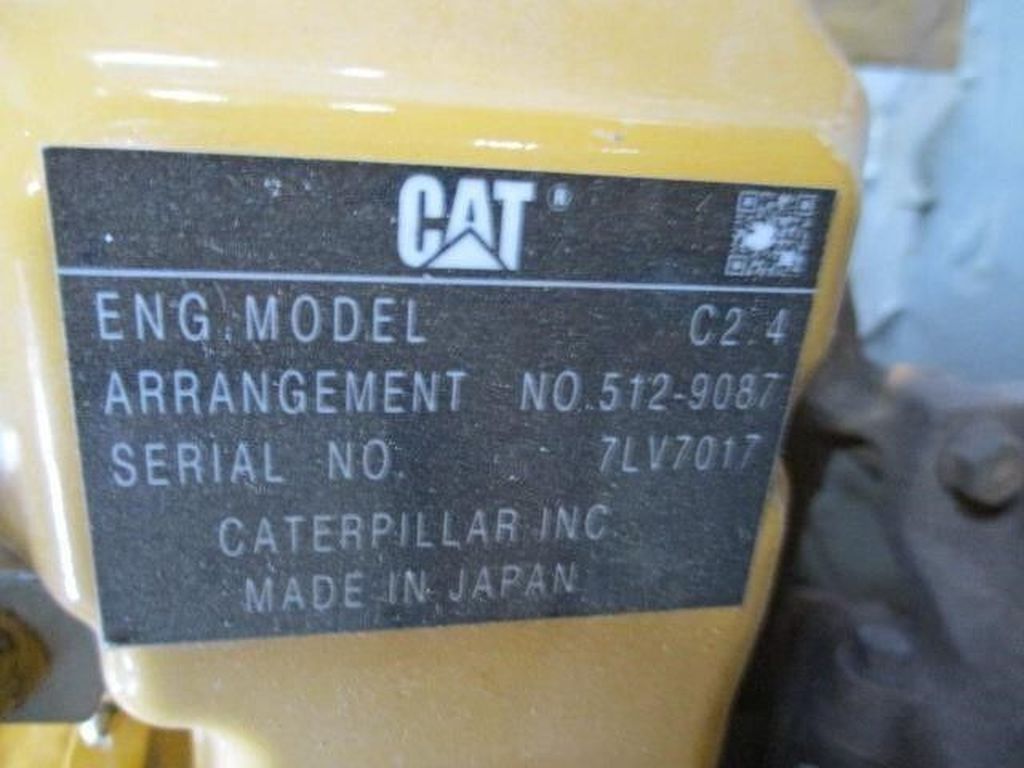 CAT ®
ENG.MODEL C2.4
ARRANGEMENT NO.512-9087
SERIAL NO. 7LV7017
CATERPILLAR INC
MADE IN JAPAN